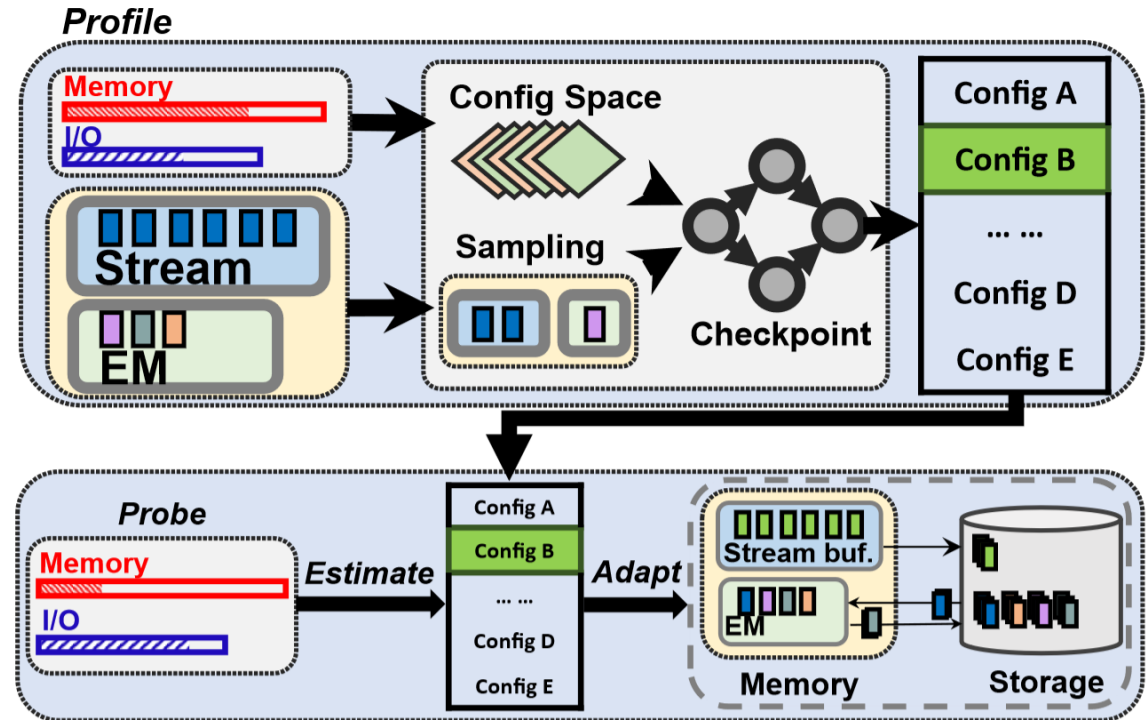 Profile
Memory
I/O
Stream
EM
Config Space
Sampling
Checkpoint
Config A
Config B
... ...
Config D
Config E
Probe
Memory
I/O
Estimate
Config A
Config B
... ...
Config D
Config E
Adapt
Stream buf.
EM
Memory
Storage